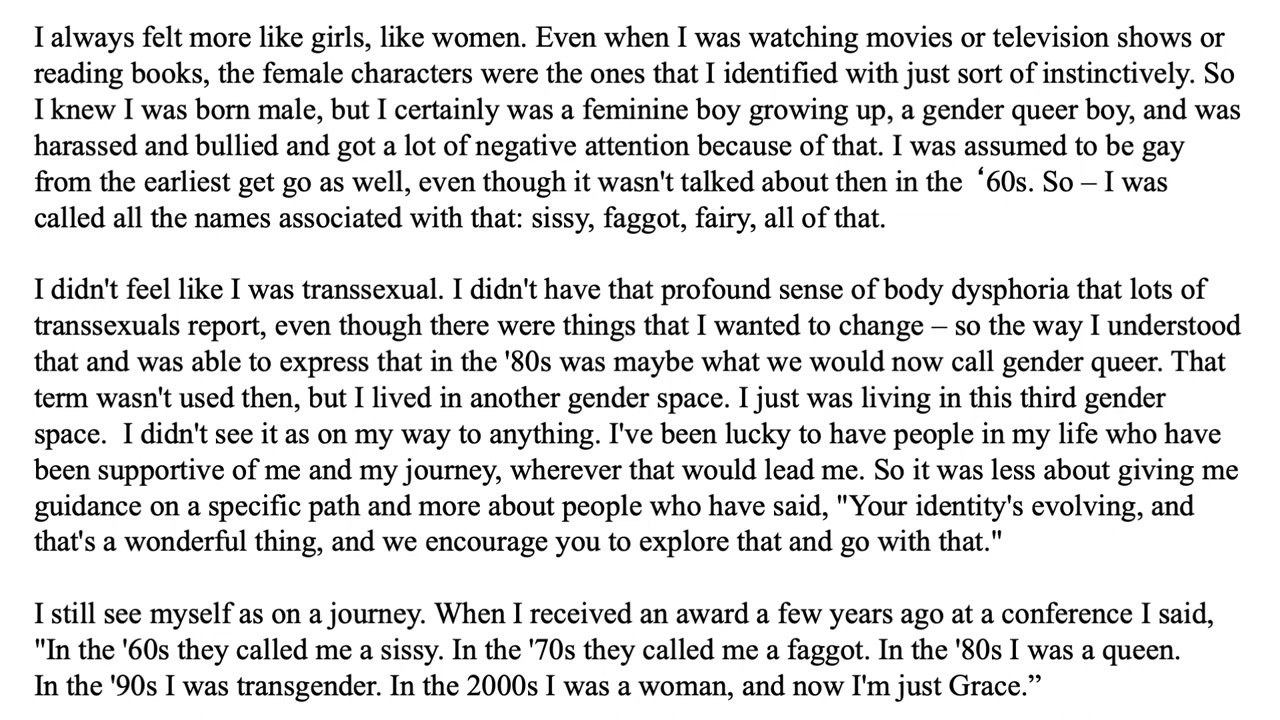 I always felt more like girls, like women. Even when I was watching movies or television shows or
reading books, the female characters were the ones that I identified with just sort of instinctively. So
I knew I was born male, but I certainly was a feminine boy growing up, a gender queer boy, and was
harassed and bullied and got a lot of negative attention because of that. I was assumed to be gay
from the earliest get go as well, even though it wasn't talked about then in the ‘60s. So – I was
called all the names associated with that: sissy, faggot, fairy, all of that.

I didn't feel like I was transsexual. I didn't have that profound sense of body dysphoria that lots of
transsexuals report, even though there were things that I wanted to change – so the way I understood
that and was able to express that in the '80s was maybe what we would now call gender queer. That
term wasn't used then, but I lived in another gender space. I just was living in this third gender
space.  I didn't see it as on my way to anything. I've been lucky to have people in my life who have
been supportive of me and my journey, wherever that would lead me. So it was less about giving me
guidance on a specific path and more about people who have said, "Your identity's evolving, and
that's a wonderful thing, and we encourage you to explore that and go with that."

I still see myself as on a journey. When I received an award a few years ago at a conference I said,
"In the '60s they called me a sissy. In the '70s they called me a faggot. In the '80s I was a queen.
In the '90s I was transgender. In the 2000s I was a woman, and now I'm just Grace.”